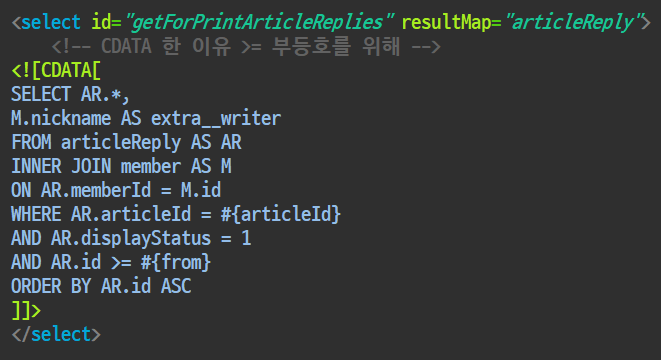 <select id="getForPrintArticleReplies" resultMap="articleReply">
<!-- CDATA 한 이유 >= 부등호를 위해 -->
<![CDATA[
SELECT AR.*,
M.nickname AS extra__writer
FROM articleReply AS AR
INNER JOIN member AS M
ON AR.memberId = M.id
WHERE AR.articleId = #{articleId}
AND AR.displayStatus = 1
AND AR.id >= #{from}
ORDER BY AR.id ASC
]]>
</select>